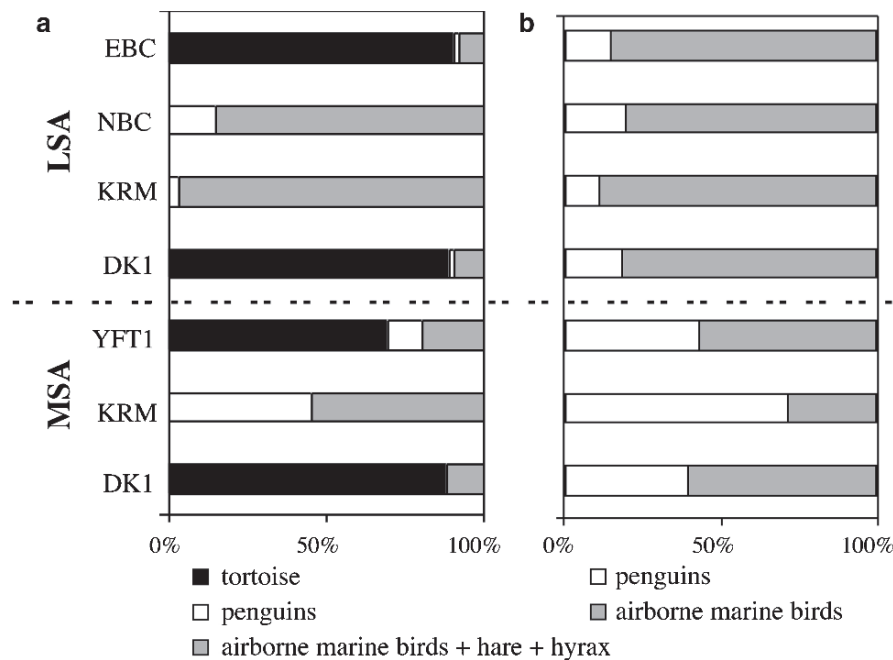 a
LSA
EBC
NBC
KRM
DK1
MSA
YFT1
KRM
DK1
0% 50% 100%
tortoise
penguins
airborne marine birds + hare + hyrax
b
0% 50% 100%
penguins
airborne marine birds